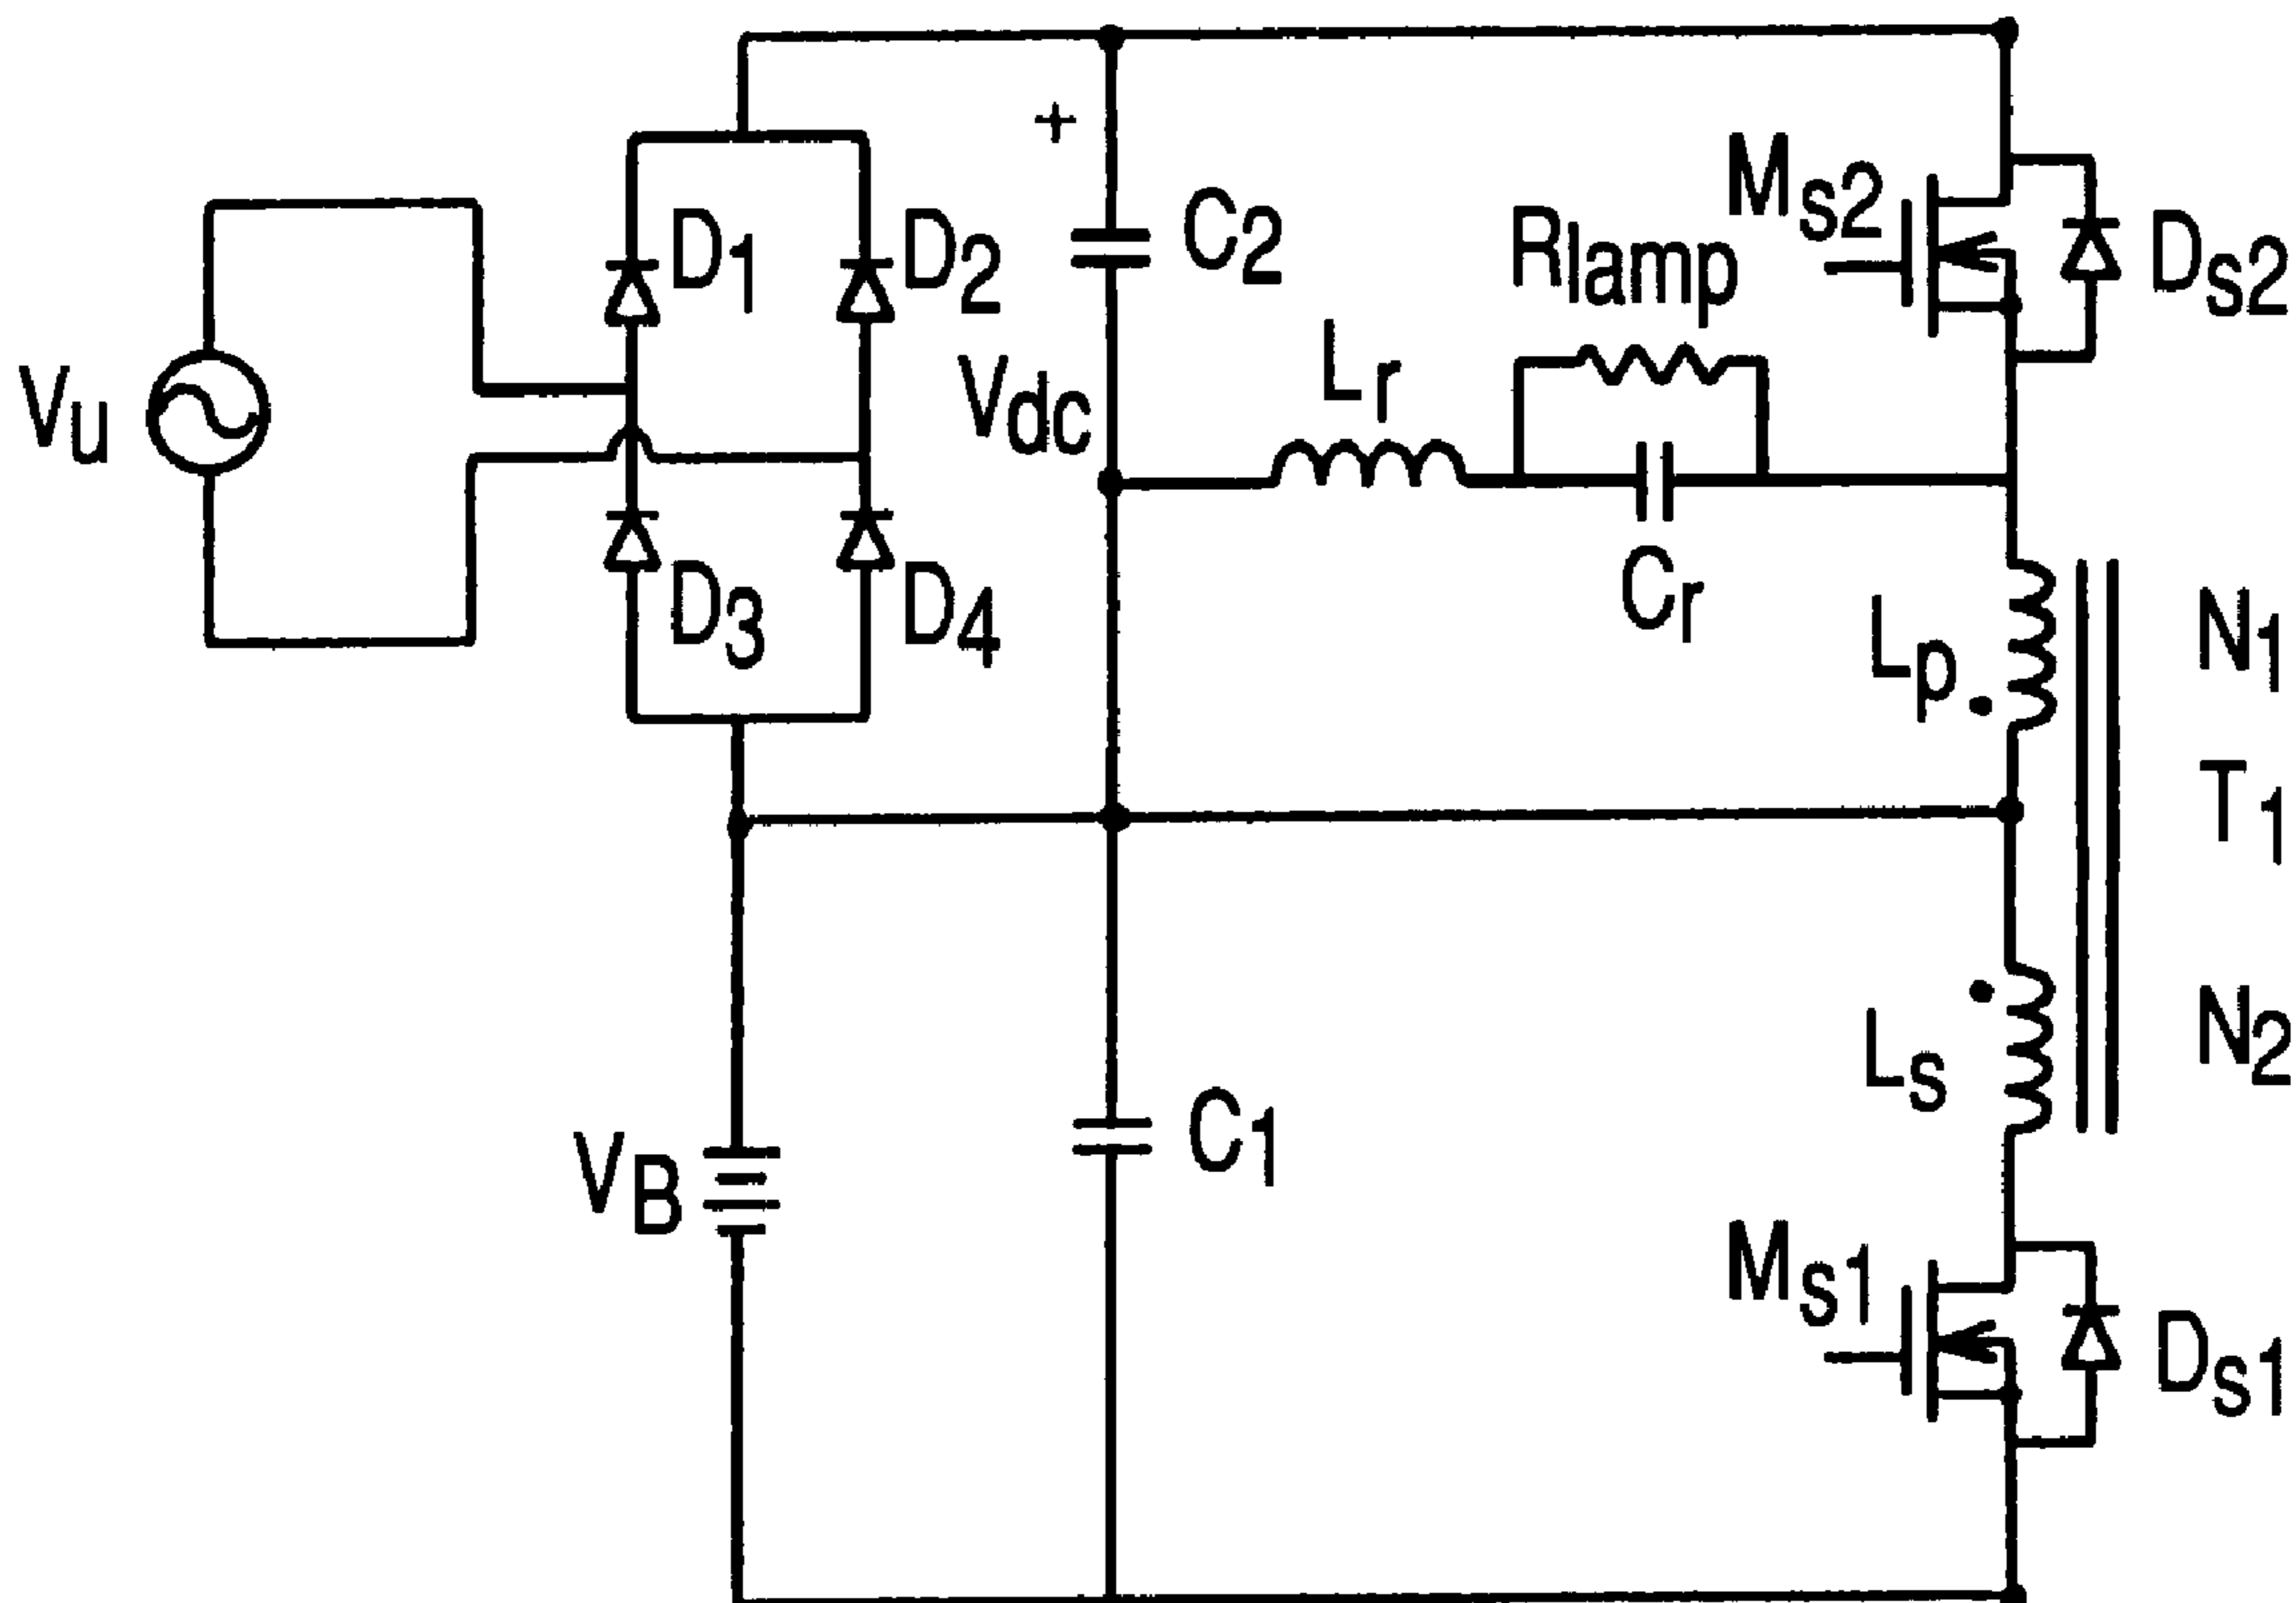 +
Ms2
D1
D2
C2
Rlamp
Ds2
Vu
Vdc
Lr
D3
D4
Cr
Lp
N1
T1
Ls
N2
VB
C1
Ms1
Ds1